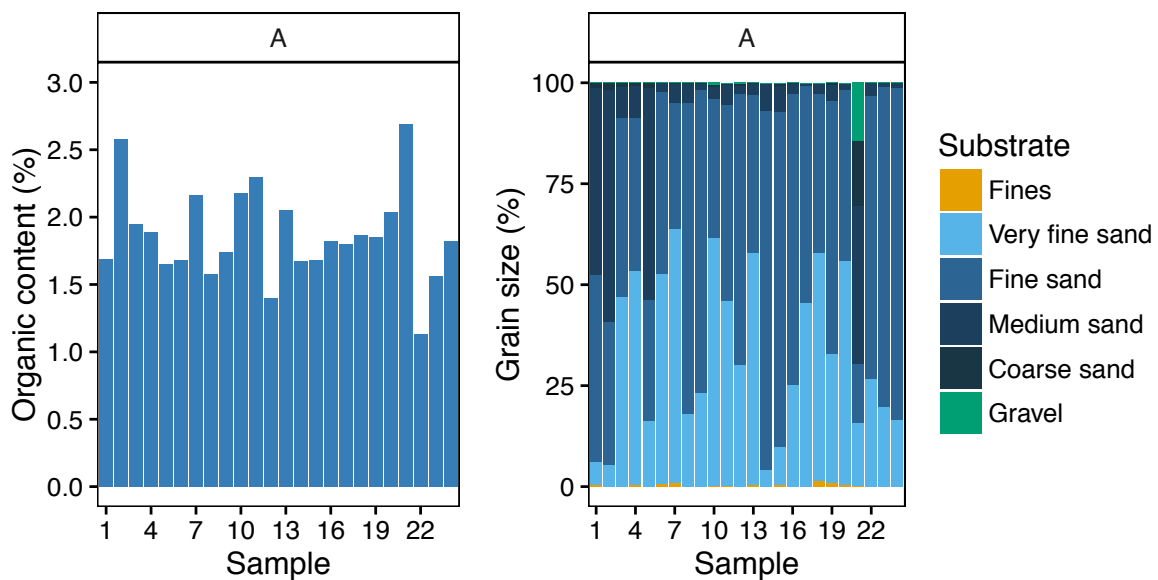 A
Organic content (%)
3.0
2.5
2.0
1.5
1.0
0.5
0.0
1 4 7 10 13 16 19 22
Sample
A
Grain size (%)
100
75
50
25
0
1 4 7 10 13 16 19 22
Sample
Substrate
Fines
Very fine sand
Fine sand
Medium sand
Coarse sand
Gravel